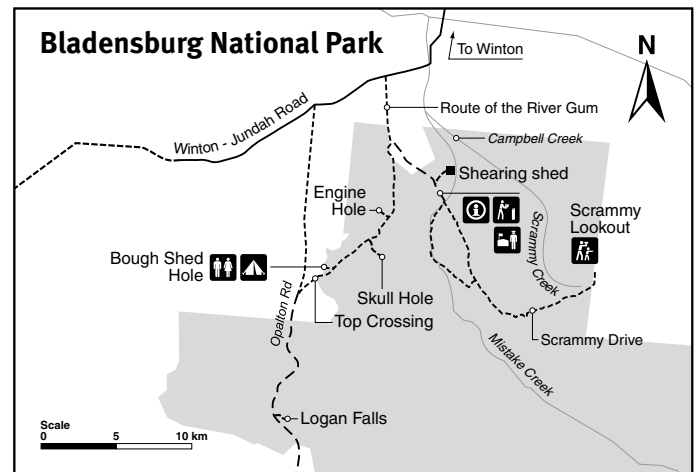 Bladensburg National Park
To Winton
N
Winton - Jundah Road
Route of the River Gum
Campbell Creek
Shearing shed
Engine
Hole
Scrammy
Lookout
Scrammy Creek
Bough Shed
Hole
Skull Hole
Opalton Rd
Top Crossing
Scrammy Drive
Mistake Creek
Logan Falls
Scale
0 5 10 km